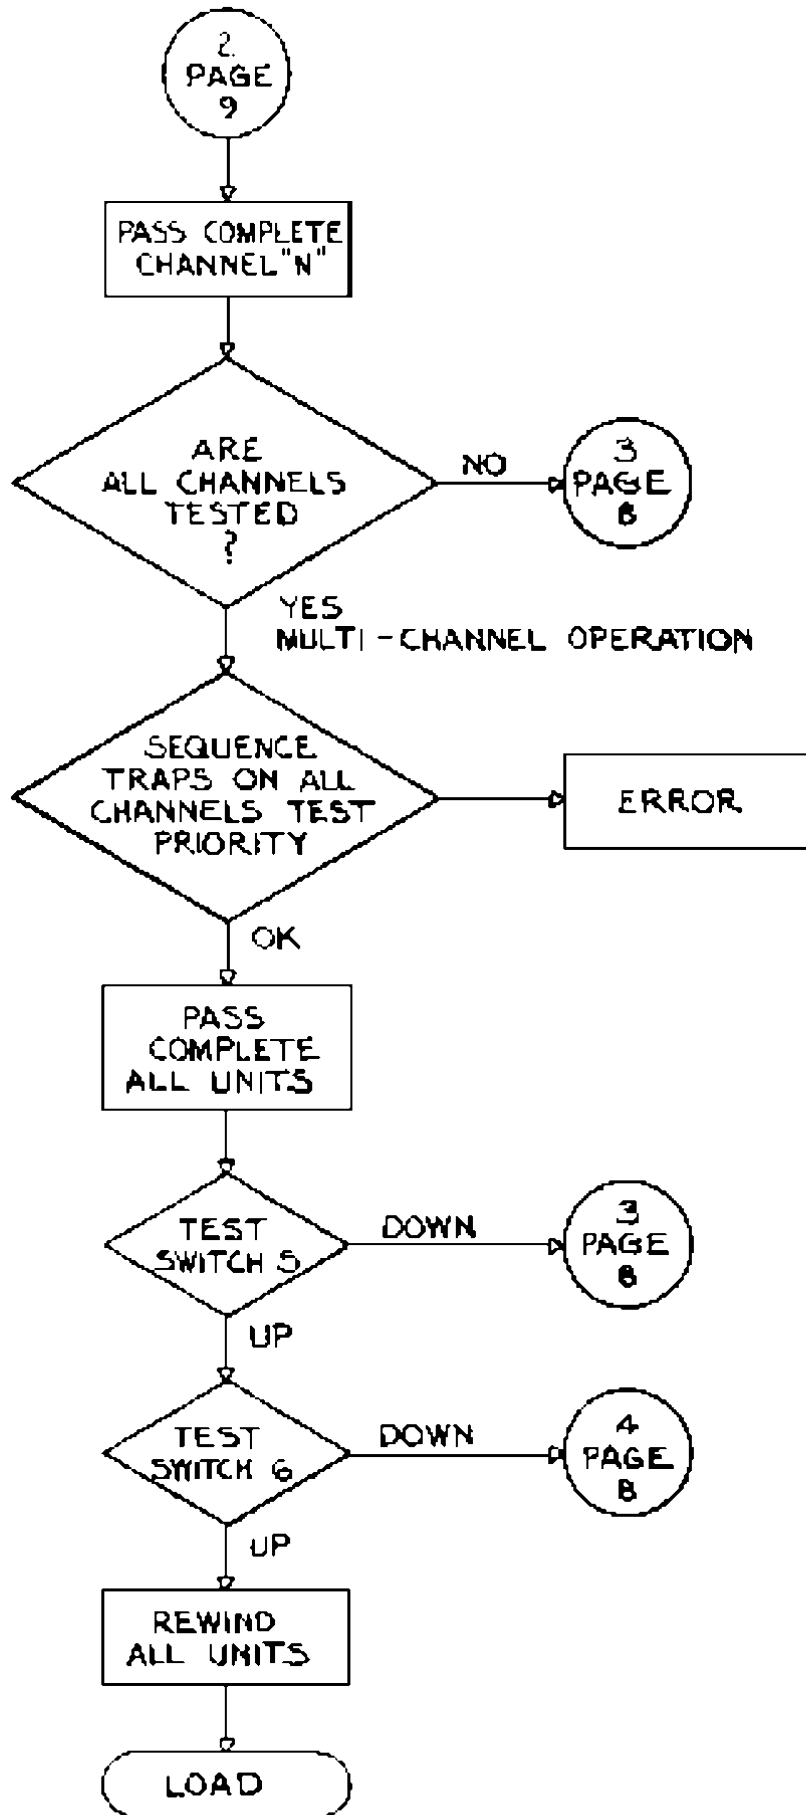 2
PAGE
9
PASS COMPLETE
CHANNEL "N"
ARE
ALL CHANNELS
TESTED
?
NO
3
PAGE
8
YES
MULTI-CHANNEL OPERATION
SEQUENCE
TRAPS ON ALL
CHANNELS TEST
PRIORITY
ERROR
OK
PASS
COMPLETE
ALL UNITS
TEST
SWITCH 5
DOWN
3
PAGE
8
UP
TEST
SWITCH 6
DOWN
4
PAGE
8
UP
REWIND
ALL UNITS
LOAD